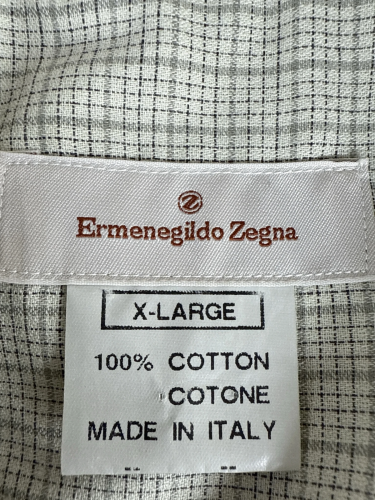 Ermenegildo Zegna
X-LARGE
100% COTTON
COTONE
MADE IN ITALY